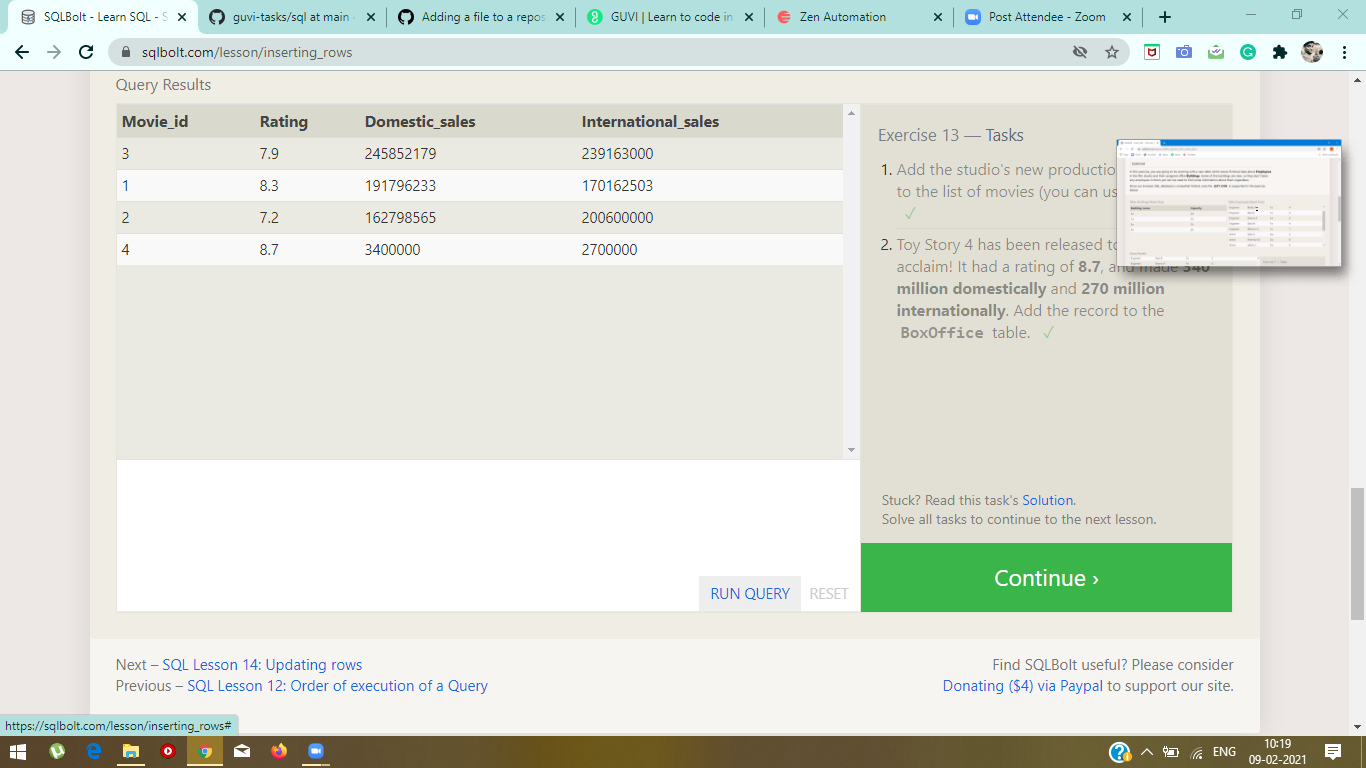 SQLBolt - Learn SQL - S
guvi-tasks/sql at main
Adding a file to a repos
GUVI | Learn to code in
Zen Automation
Post Attendee - Zoom
sqlbolt.com/lesson/inserting_rows
Query Results
Movie_id Rating Domestic_sales International_sales
3 7.9 245852179 239163000
1 8.3 191796233 170162503
2 7.2 162798565 200600000
4 8.7 3400000 2700000
Exercise 13 — Tasks
1. Add the studio's new production
to the list of movies (you can us
✓
2. Toy Story 4 has been released to
acclaim! It had a rating of 8.7, and made 340
million domestically and 270 million
internationally. Add the record to the
BoxOffice table. ✓
Stuck? Read this task's Solution.
Solve all tasks to continue to the next lesson.
Continue ›
RUN QUERY RESET
Next – SQL Lesson 14: Updating rows
Previous – SQL Lesson 12: Order of execution of a Query
Find SQLBolt useful? Please consider
Donating ($4) via Paypal to support our site.
https://sqlbolt.com/lesson/inserting_rows#
ENG
10:19
09-02-2021